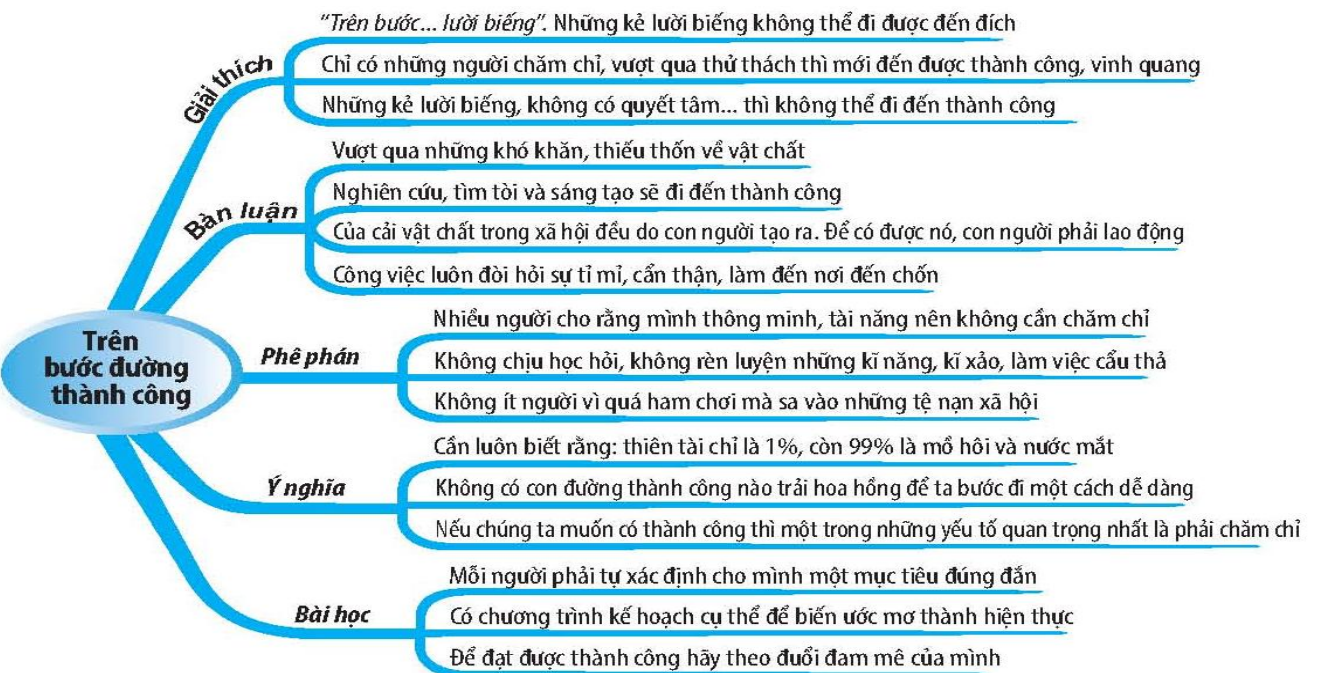 Trên
bước đường
thành công
Giải thích
"Trên bước... lười biếng". Những kẻ lười biếng không thể đi được đến đích
Chỉ có những người chăm chỉ, vượt qua thử thách thì mới đến được thành công, vinh quang
Những kẻ lười biếng, không có quyết tâm... thì không thể đi đến thành công
Bàn luận
Vượt qua những khó khăn, thiếu thốn về vật chất
Nghiên cứu, tìm tòi và sáng tạo sẽ đi đến thành công
Của cải vật chất trong xã hội đều do con người tạo ra. Để có được nó, con người phải lao động
Công việc luôn đòi hỏi sự tỉ mỉ, cẩn thận, làm đến nơi đến chốn
Phê phán
Nhiều người cho rằng mình thông minh, tài năng nên không cần chăm chỉ
Không chịu học hỏi, không rèn luyện những kĩ năng, kĩ xảo, làm việc cẩu thả
Không ít người vì quá ham chơi mà sa vào những tệ nạn xã hội
Ý nghĩa
Cần luôn biết rằng: thiên tài chỉ là 1%, còn 99% là mồ hôi và nước mắt
Không có con đường thành công nào trải hoa hồng để ta bước đi một cách dễ dàng
Nếu chúng ta muốn có thành công thì một trong những yếu tố quan trọng nhất là phải chăm chỉ
Bài học
Mỗi người phải tự xác định cho mình một mục tiêu đúng đắn
Có chương trình kế hoạch cụ thể để biến ước mơ thành hiện thực
Để đạt được thành công hãy theo đuổi đam mê của mình